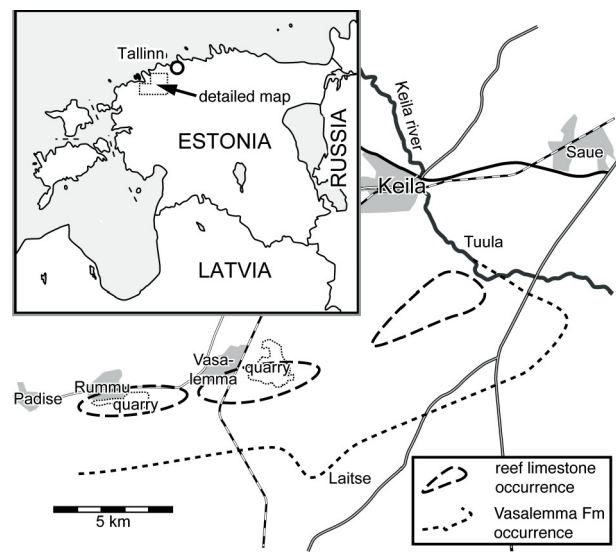 Tallinn
detailed map
ESTONIA
RUSSIA
LATVIA
Keila river
Saue
Keila
Tuula
Vasa-
lemma
quarry
Rummu
Padise
quarry
Laitse
5 km
reef limestone
occurrence
Vasalemma Fm
occurrence